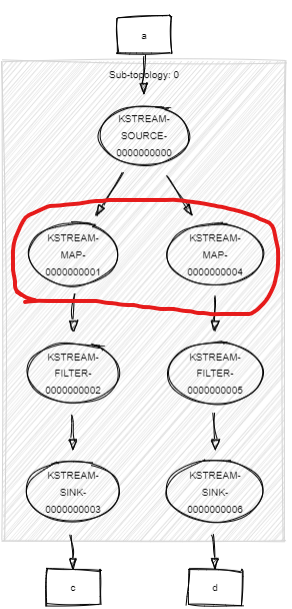 a
Sub-topology: 0
KSTREAM-
SOURCE-
0000000000
KSTREAM-
MAP-
0000000001
KSTREAM-
MAP-
0000000004
KSTREAM-
FILTER-
0000000002
KSTREAM-
FILTER-
0000000005
KSTREAM-
SINK-
0000000003
KSTREAM-
SINK-
0000000006
c
d